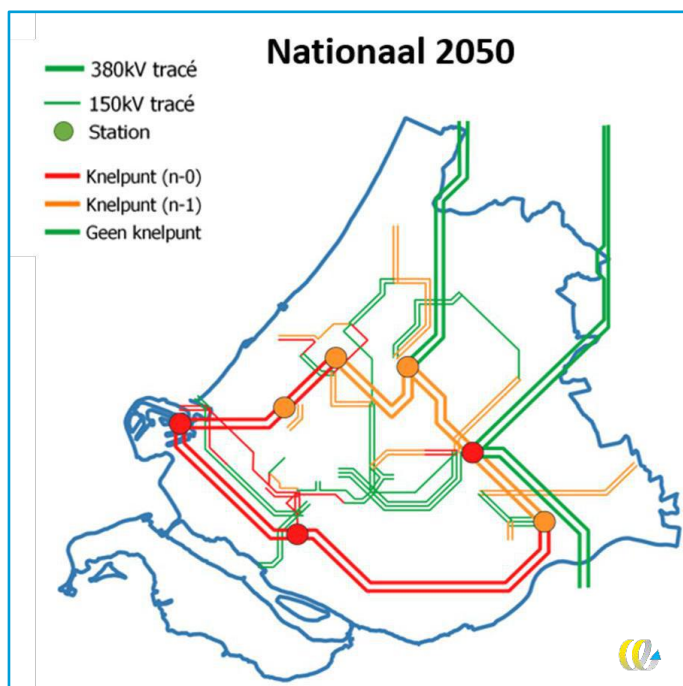 Nationaal 2050
380kV tracé
150kV tracé
Station
Knelpunt (n-0)
Knelpunt (n-1)
Geen knelpunt